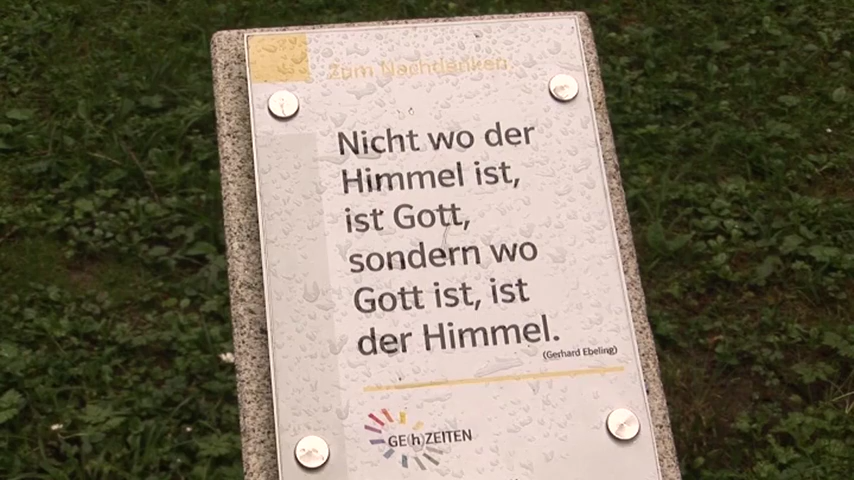 Zum Nachdenken
Nicht wo der
Himmel ist,
ist Gott,
sondern wo
Gott ist, ist
der Himmel.
(Gerhard Ebeling)
GE(h)ZEITEN